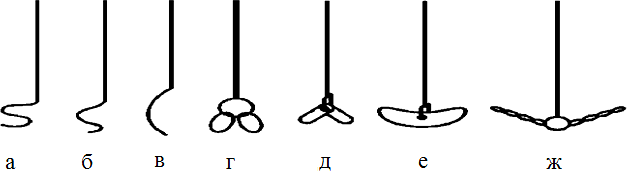 а б в г д е ж